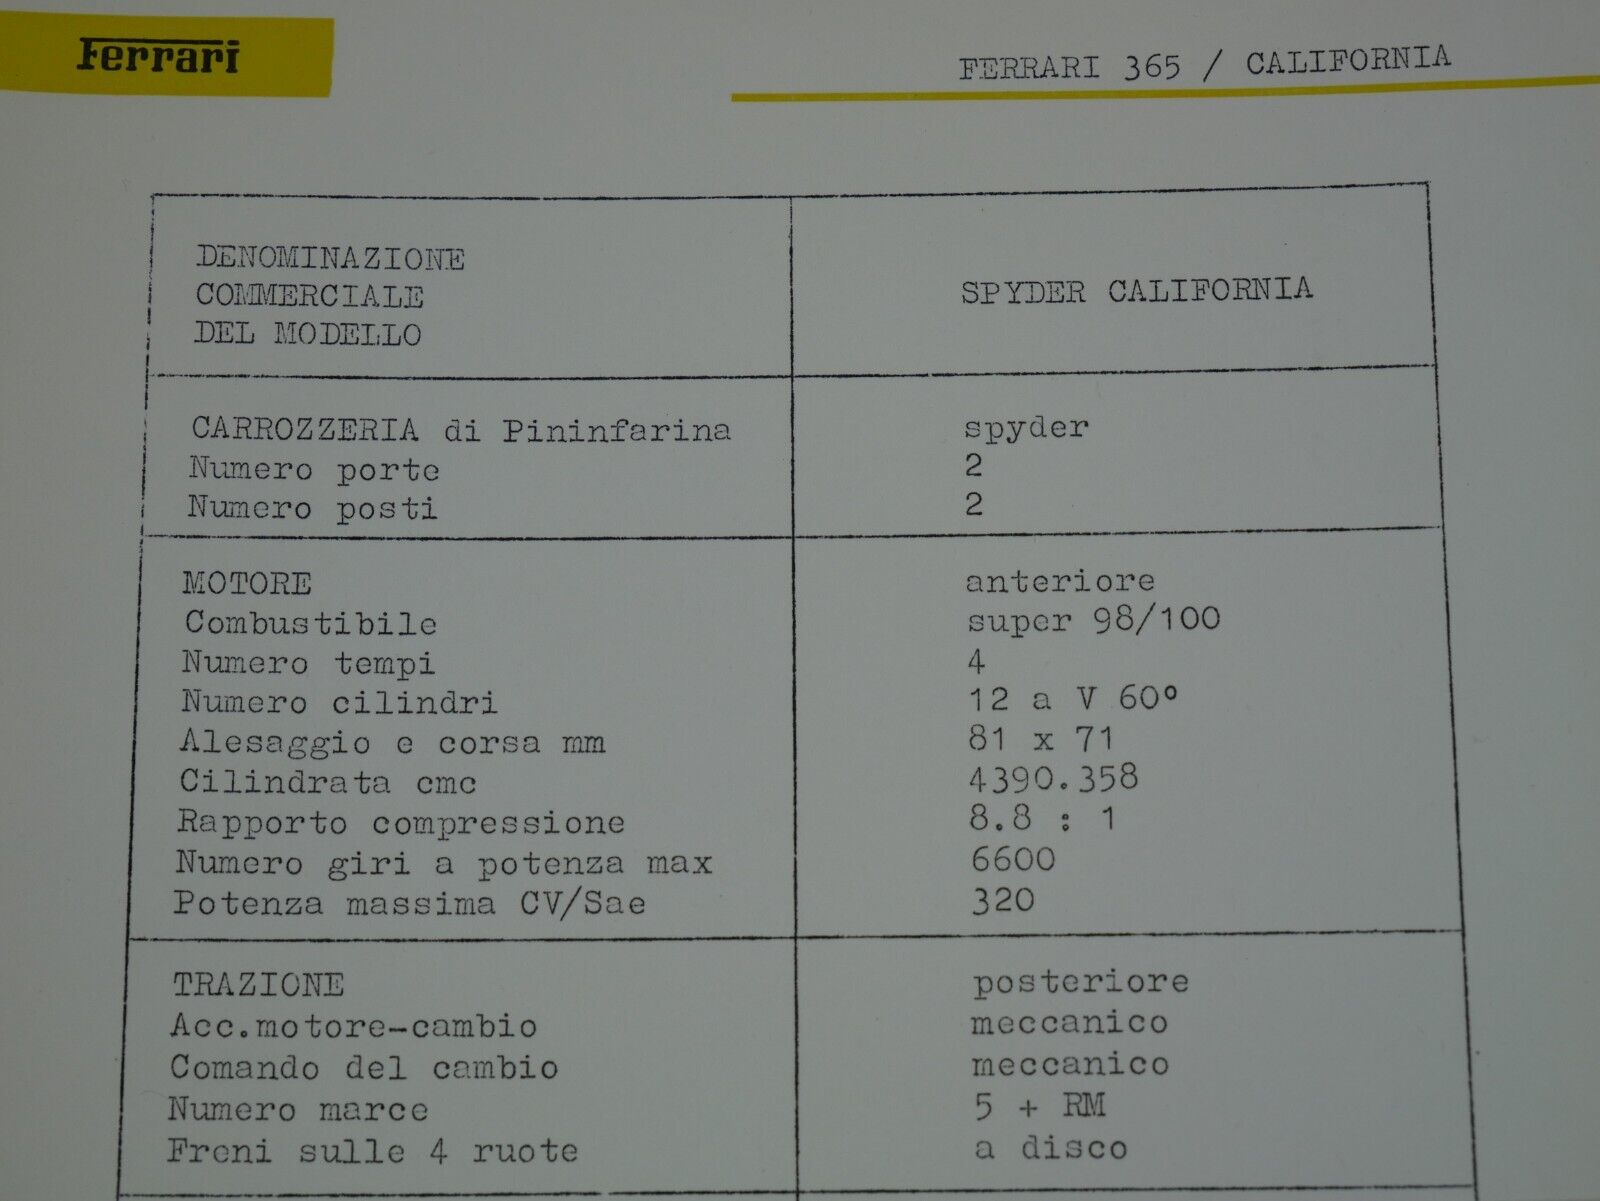 Ferrari
FERRARI 365 / CALIFORNIA
DENOMINAZIONE
COMMERCIALE
DEL MODELLO
SPYDER CALIFORNIA
CARROZZERIA di Pininfarina spyder
Numero porte 2
Numero posti 2
MOTORE anteriore
Combustibile super 98/100
Numero tempi 4
Numero cilindri 12 a V 60°
Alesaggio e corsa mm 81 x 71
Cilindrata cmc 4390.358
Rapporto compressione 8.8 : 1
Numero giri a potenza max 6600
Potenza massima CV/Sae 320
TRAZIONE posteriore
Acc.motore-cambio meccanico
Comando del cambio meccanico
Numero marce 5 + RM
Freni sulle 4 ruote a disco